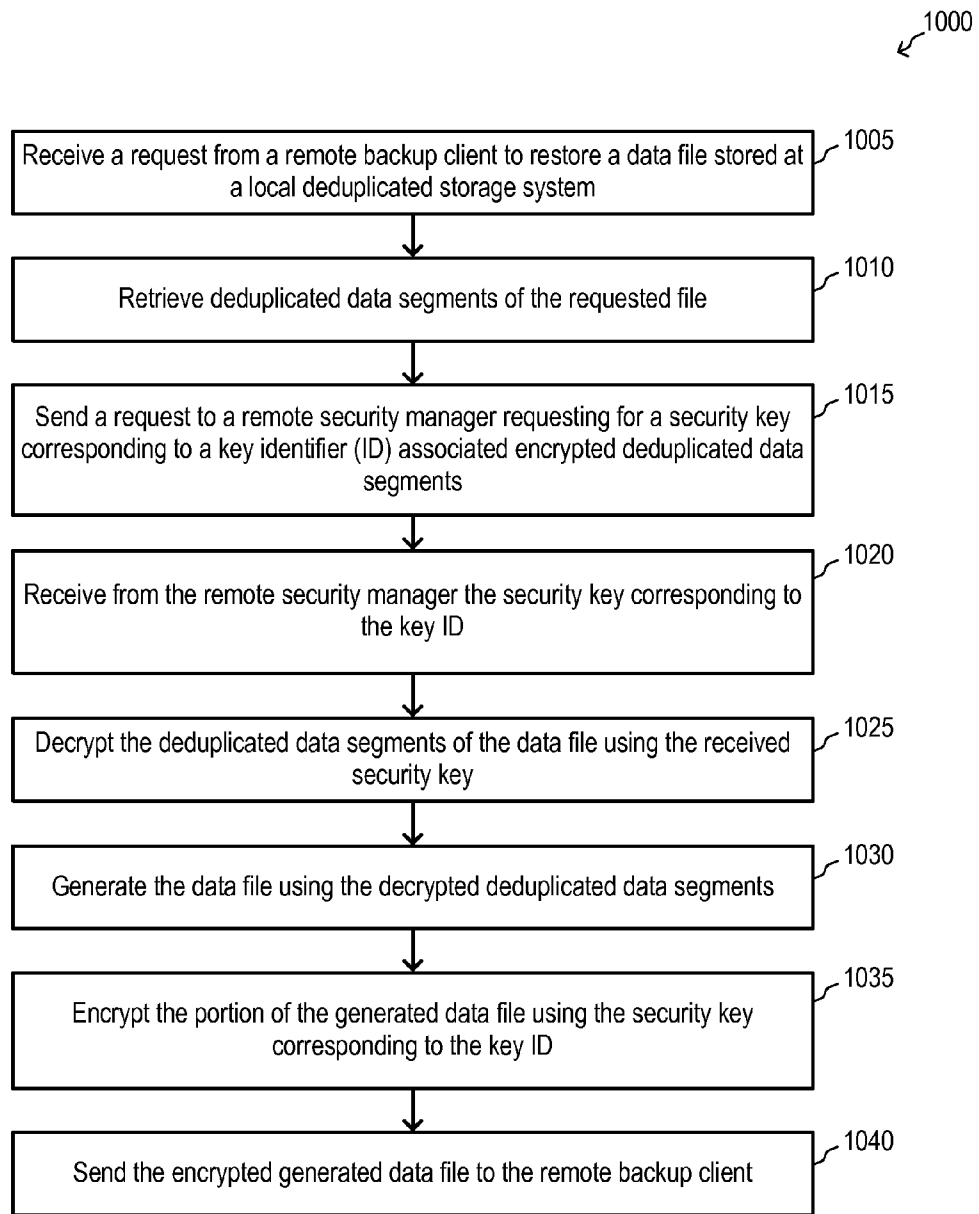 1000
Receive a request from a remote backup client to restore a data file stored at
a local deduplicated storage system
1005
Retrieve deduplicated data segments of the requested file
1010
Send a request to a remote security manager requesting for a security key
corresponding to a key identifier (ID) associated encrypted deduplicated data
segments
1015
Receive from the remote security manager the security key corresponding to
the key ID
1020
Decrypt the deduplicated data segments of the data file using the received
security key
1025
Generate the data file using the decrypted deduplicated data segments
1030
Encrypt the portion of the generated data file using the security key
corresponding to the key ID
1035
Send the encrypted generated data file to the remote backup client
1040